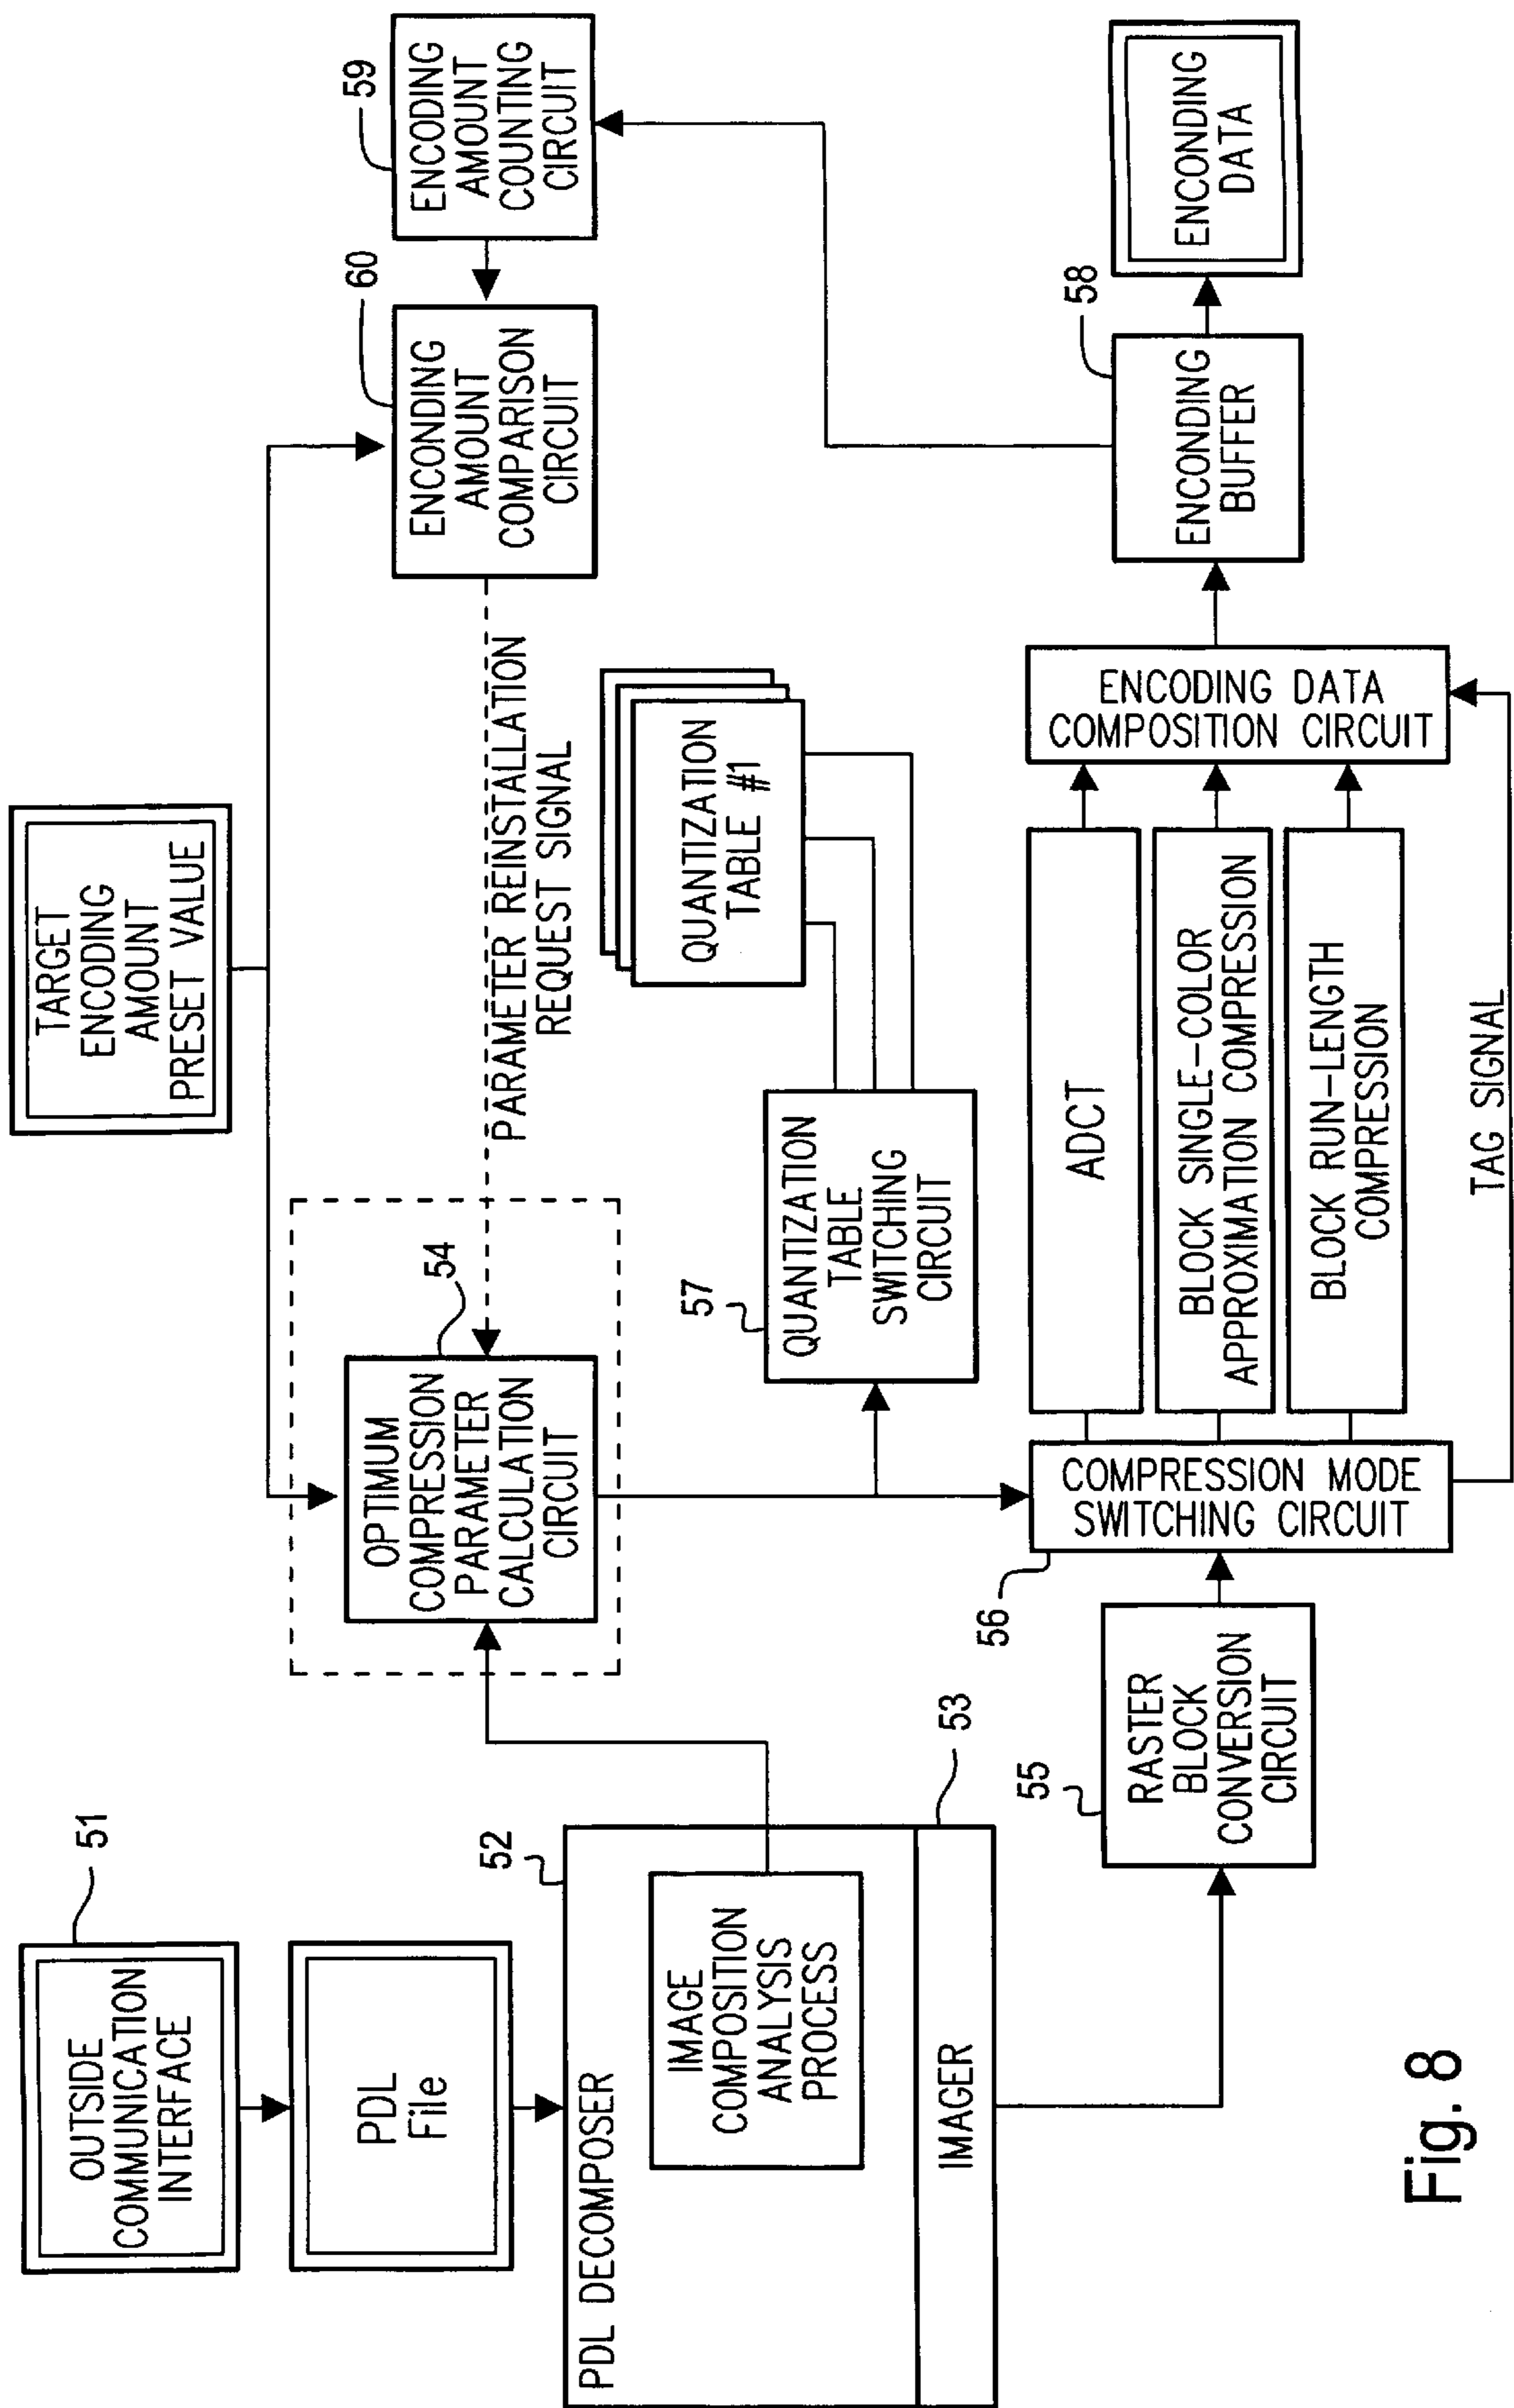 51
OUTSIDE
COMMUNICATION
INTERFACE
PDL
File
PDL DECOMPOSER
52
IMAGE
COMPOSITION
ANALYSIS
PROCESS
IMAGER
53
TARGET
ENCODING
AMOUNT
PRESET VALUE
54
OPTIMUM
COMPRESSION
PARAMETER
CALCULATION
CIRCUIT
PARAMETER REINSTALLATION
REQUEST SIGNAL
60
ENCODING
AMOUNT
COMPARISON
CIRCUIT
59
ENCODING
AMOUNT
COUNTING
CIRCUIT
57
QUANTIZATION
TABLE
SWITCHING
CIRCUIT
QUANTIZATION
TABLE #1
55
RASTER
BLOCK
CONVERSION
CIRCUIT
56
COMPRESSION MODE
SWITCHING CIRCUIT
ADCT
BLOCK SINGLE-COLOR
APPROXIMATION COMPRESSION
BLOCK RUN-LENGTH
COMPRESSION
TAG SIGNAL
ENCODING DATA
COMPOSITION CIRCUIT
58
ENCONDING
BUFFER
ENCONDING
DATA
Fig. 8